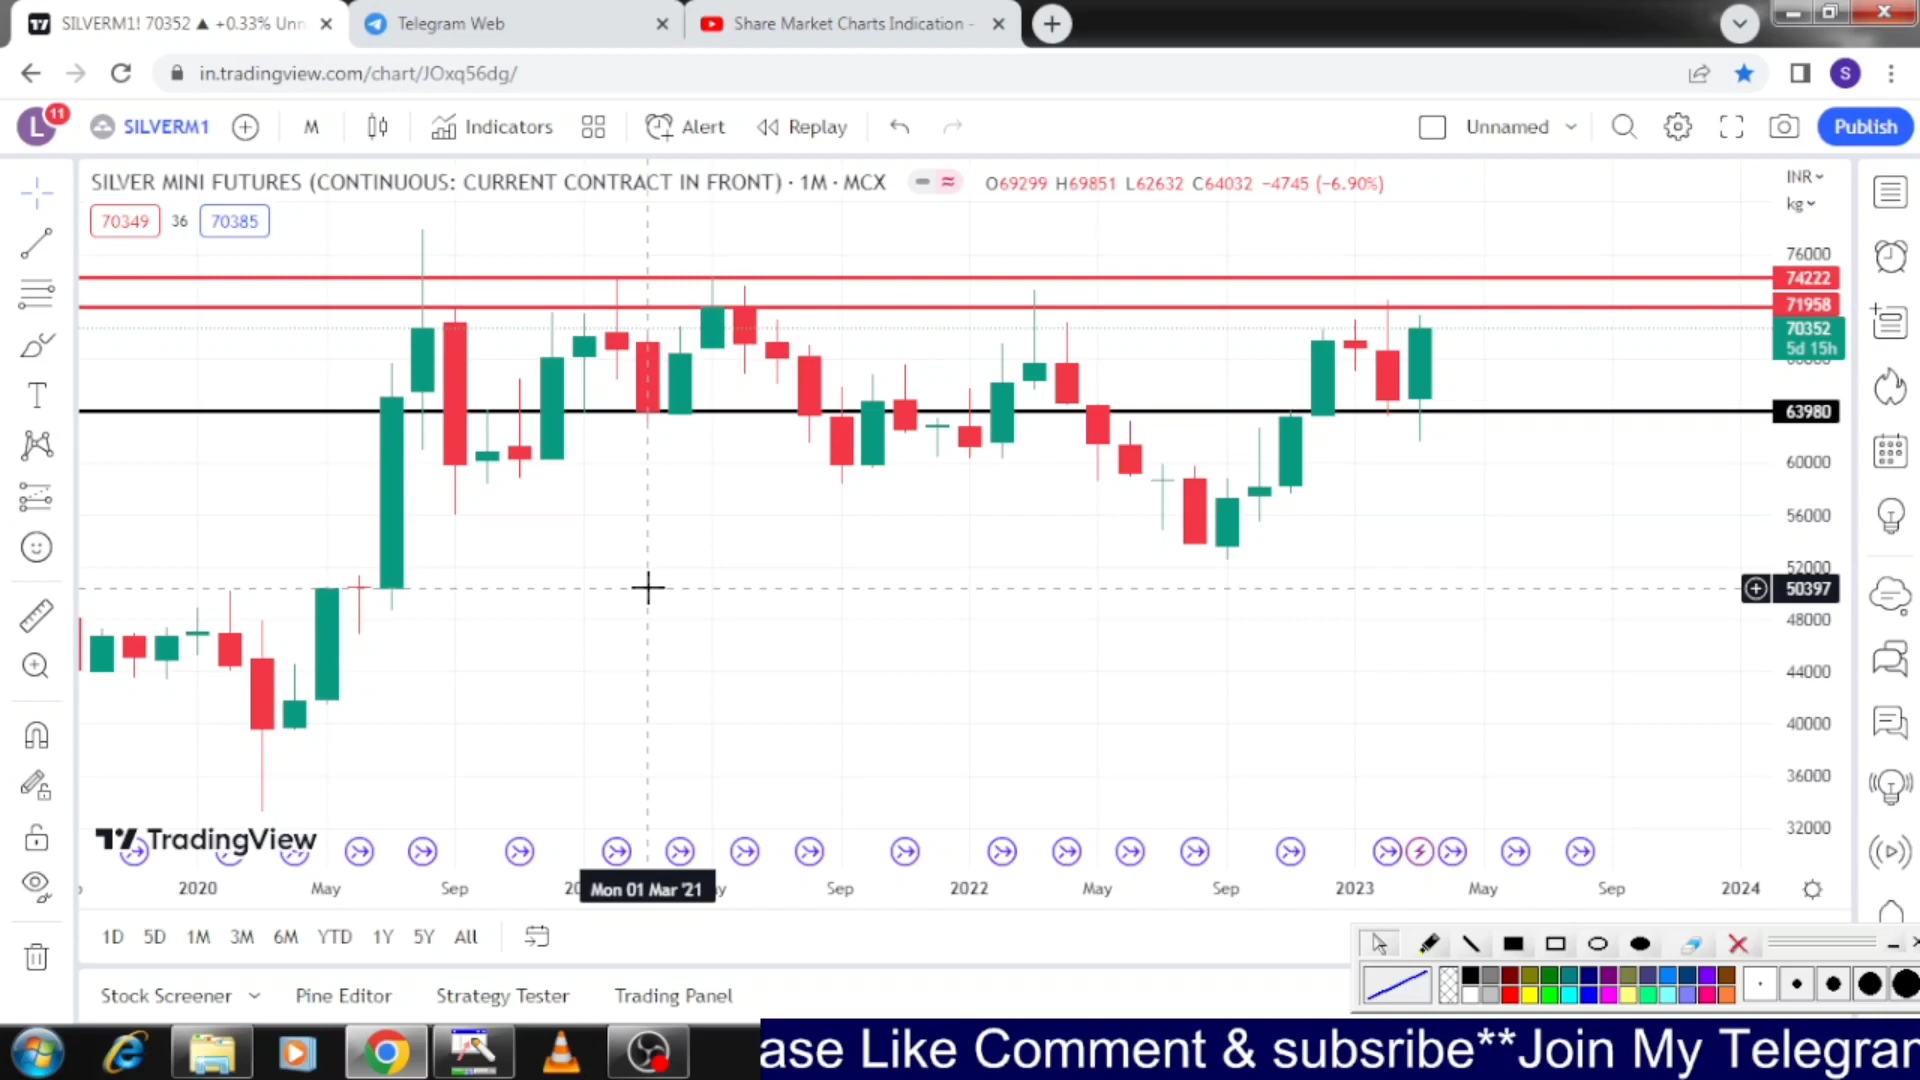 SILVERM1! 70352 ▲ +0.33% Unn
Telegram Web
Share Market Charts Indication -
in.tradingview.com/chart/JOxq56dg/
S
L
11
SILVERM1
M
Indicators
Alert
Replay
Unnamed
Publish
SILVER MINI FUTURES (CONTINUOUS: CURRENT CONTRACT IN FRONT) · 1M · MCX
O69299 H69851 L62632 C64032 −4745 (−6.90%)
INR
kg
70349
36
70385
76000
74222
71958
70352
5d 15h
63980
60000
56000
52000
50397
48000
44000
40000
36000
32000
TradingView
2020
May
Sep
Mon 01 Mar '21
Sep
2022
May
Sep
2023
May
Sep
2024
1D
5D
1M
3M
6M
YTD
1Y
5Y
All
Stock Screener
Pine Editor
Strategy Tester
Trading Panel
ase Like Comment & subsribe**Join My Telegram